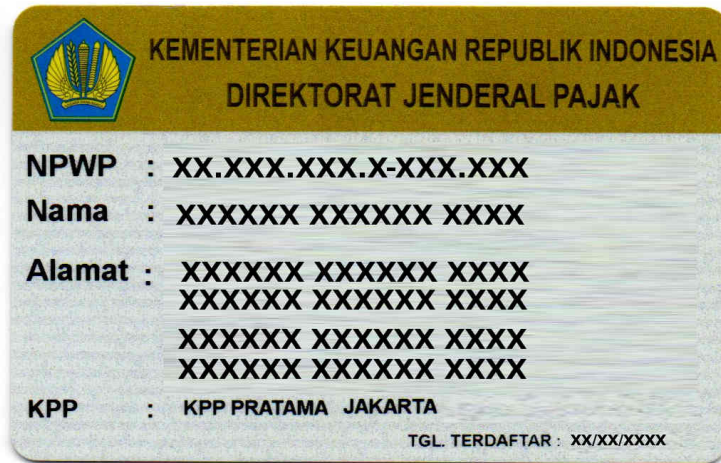 KEMENTERIAN KEUANGAN REPUBLIK INDONESIA
DIREKTORAT JENDERAL PAJAK
NPWP : XX.XXX.XXX.X-XXX.XXX
Nama : XXXXXX XXXXXX XXXX
Alamat : XXXXXX XXXXXX XXXX
XXXXXX XXXXXX XXXX
XXXXXX XXXXXX XXXX
XXXXXX XXXXXX XXXX
KPP : KPP PRATAMA JAKARTA
TGL. TERDAFTAR : XX/XX/XXXX